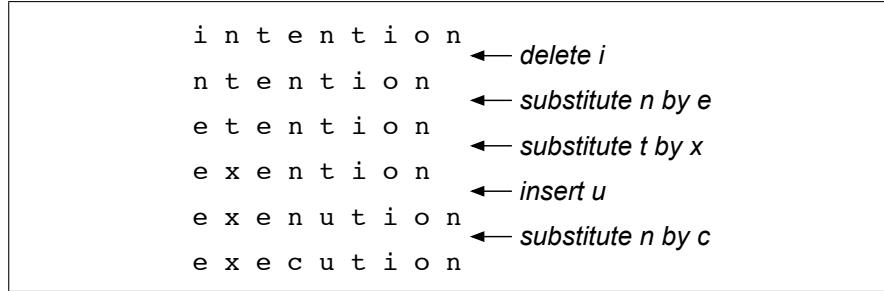 i n t e n t i o n
delete i
n t e n t i o n
substitute n by e
e t e n t i o n
substitute t by x
e x e n t i o n
insert u
e x e n u t i o n
substitute n by c
e x e c u t i o n